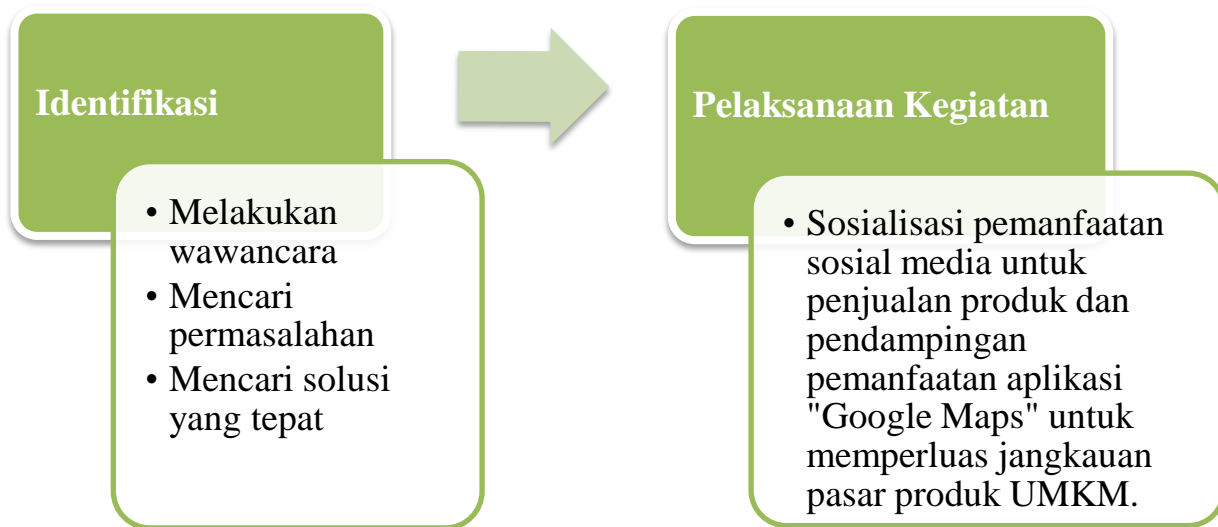 Identifikasi
• Melakukan
wawancara
• Mencari
permasalahan
• Mencari solusi
yang tepat
Pelaksanaan Kegiatan
• Sosialisasi pemanfaatan
sosial media untuk
penjualan produk dan
pendampingan
pemanfaatan aplikasi
"Google Maps" untuk
memperluas jangkauan
pasar produk UMKM.